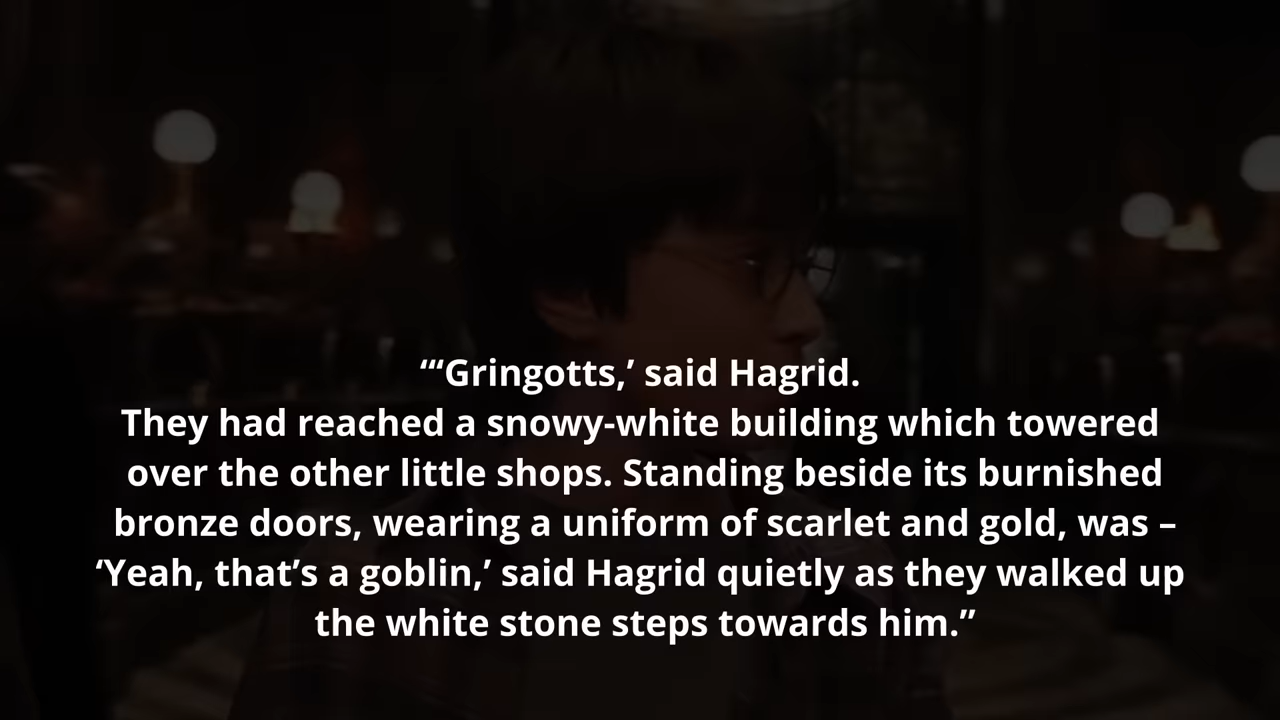 “‘Gringotts,’ said Hagrid.
They had reached a snowy-white building which towered
over the other little shops. Standing beside its burnished
bronze doors, wearing a uniform of scarlet and gold, was –
‘Yeah, that’s a goblin,’ said Hagrid quietly as they walked up
the white stone steps towards him.”